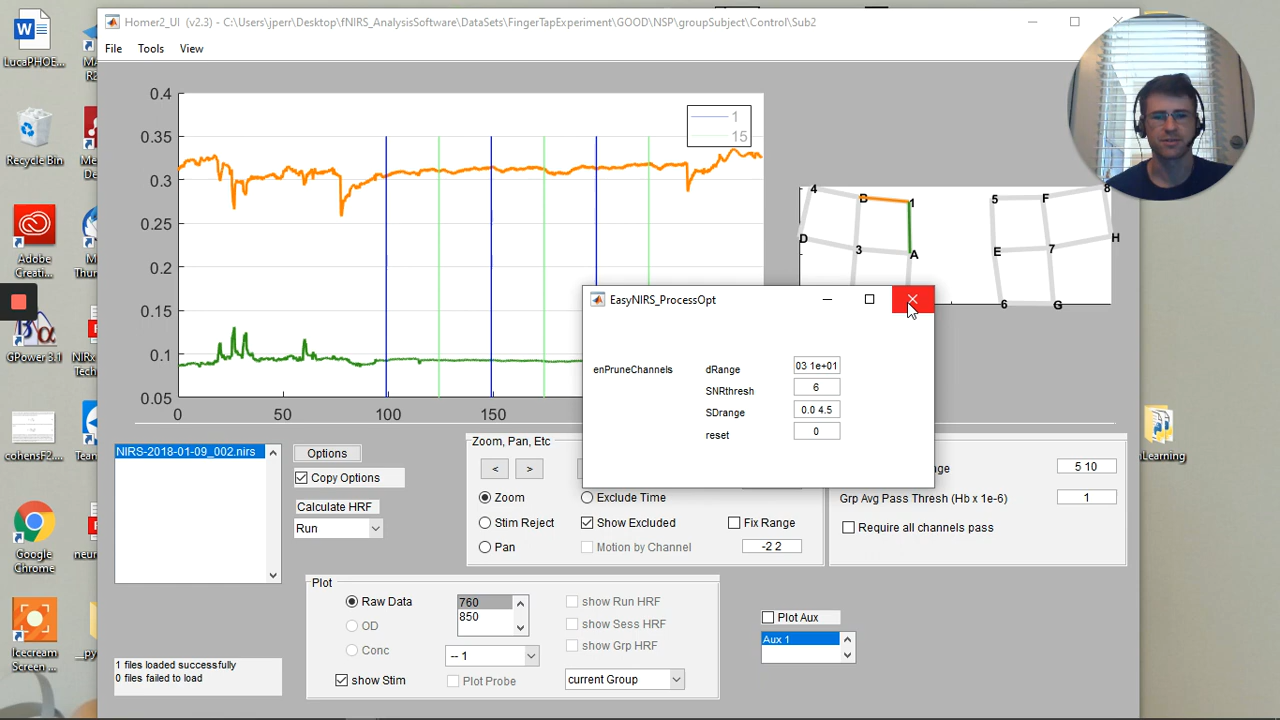 Homer2_UI (v2.3) - C:\Users\jperr\Desktop\fNIRS_AnalysisSoftware\DataSets\FingerTapExperiment\GOOD\NSP\groupSubject\Control\Sub2
File Tools View
LucaPHOE...
Recycle Bin
Adobe
Creati...
GPower 3.1
NIRx
cohensF2...
Google
Chrome
Icecream
Screen ...
0.4
0.35
0.3
0.25
0.2
0.15
0.1
0.05
0 50 100 150
1
15
4 B 1
D 3 A
5 F 8
E 7 H
6 G
EasyNIRS_ProcessOpt
enPruneChannels
dRange 03 1e+01
SNRthresh 6
SDrange 0.0 4.5
reset 0
NIRS-2018-01-09_002.nirs
Options
Copy Options
Calculate HRF
Run
Zoom, Pan, Etc
< >
Zoom Exclude Time
Stim Reject Show Excluded Fix Range
Pan Motion by Channel -2 2
5 10
Grp Avg Pass Thresh (Hb x 1e-6) 1
Require all channels pass
Plot
Raw Data
OD
Conc
760
850
-- 1
show Run HRF
show Sess HRF
show Grp HRF
show Stim Plot Probe current Group
Plot Aux
Aux 1
1 files loaded successfully
0 files failed to load